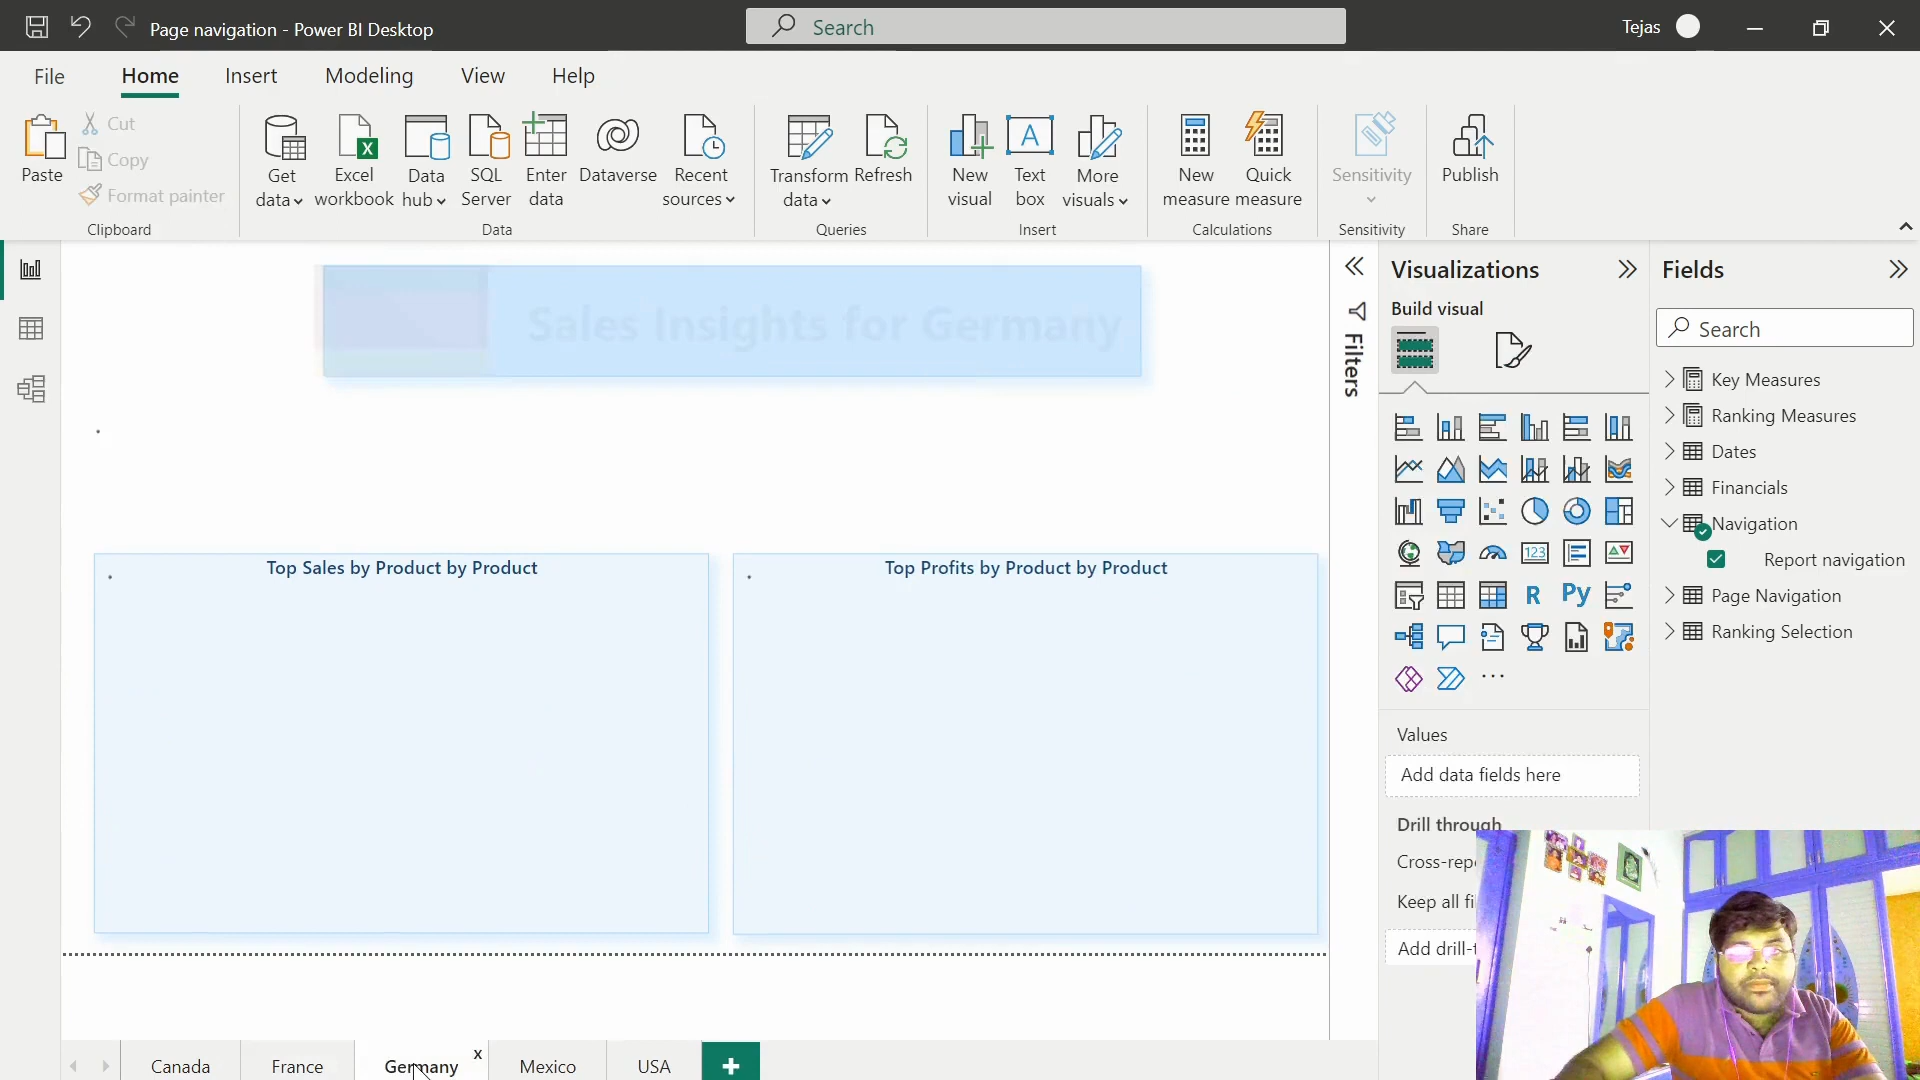 Page navigation - Power BI Desktop
Search
Tejas
File
Home
Insert
Modeling
View
Help
Paste
Cut
Copy
Format painter
Clipboard
Get data
Excel workbook
Data hub
SQL Server
Enter data
Dataverse
Recent sources
Data
Transform data
Refresh
Queries
New visual
A
Text box
More visuals
Insert
New measure
Quick measure
Calculations
Sensitivity
Sensitivity
Publish
Share
Sales Insights for Germany
Top Sales by Product by Product
Top Profits by Product by Product
Filters
Visualizations
Build visual
123
R
Py
Values
Add data fields here
Drill through
Cross-repo
Keep all fi
Add drill-t
Fields
Search
Key Measures
Ranking Measures
Dates
Financials
Navigation
Report navigation
Page Navigation
Ranking Selection
Canada
France
Germany
x
Mexico
USA
+